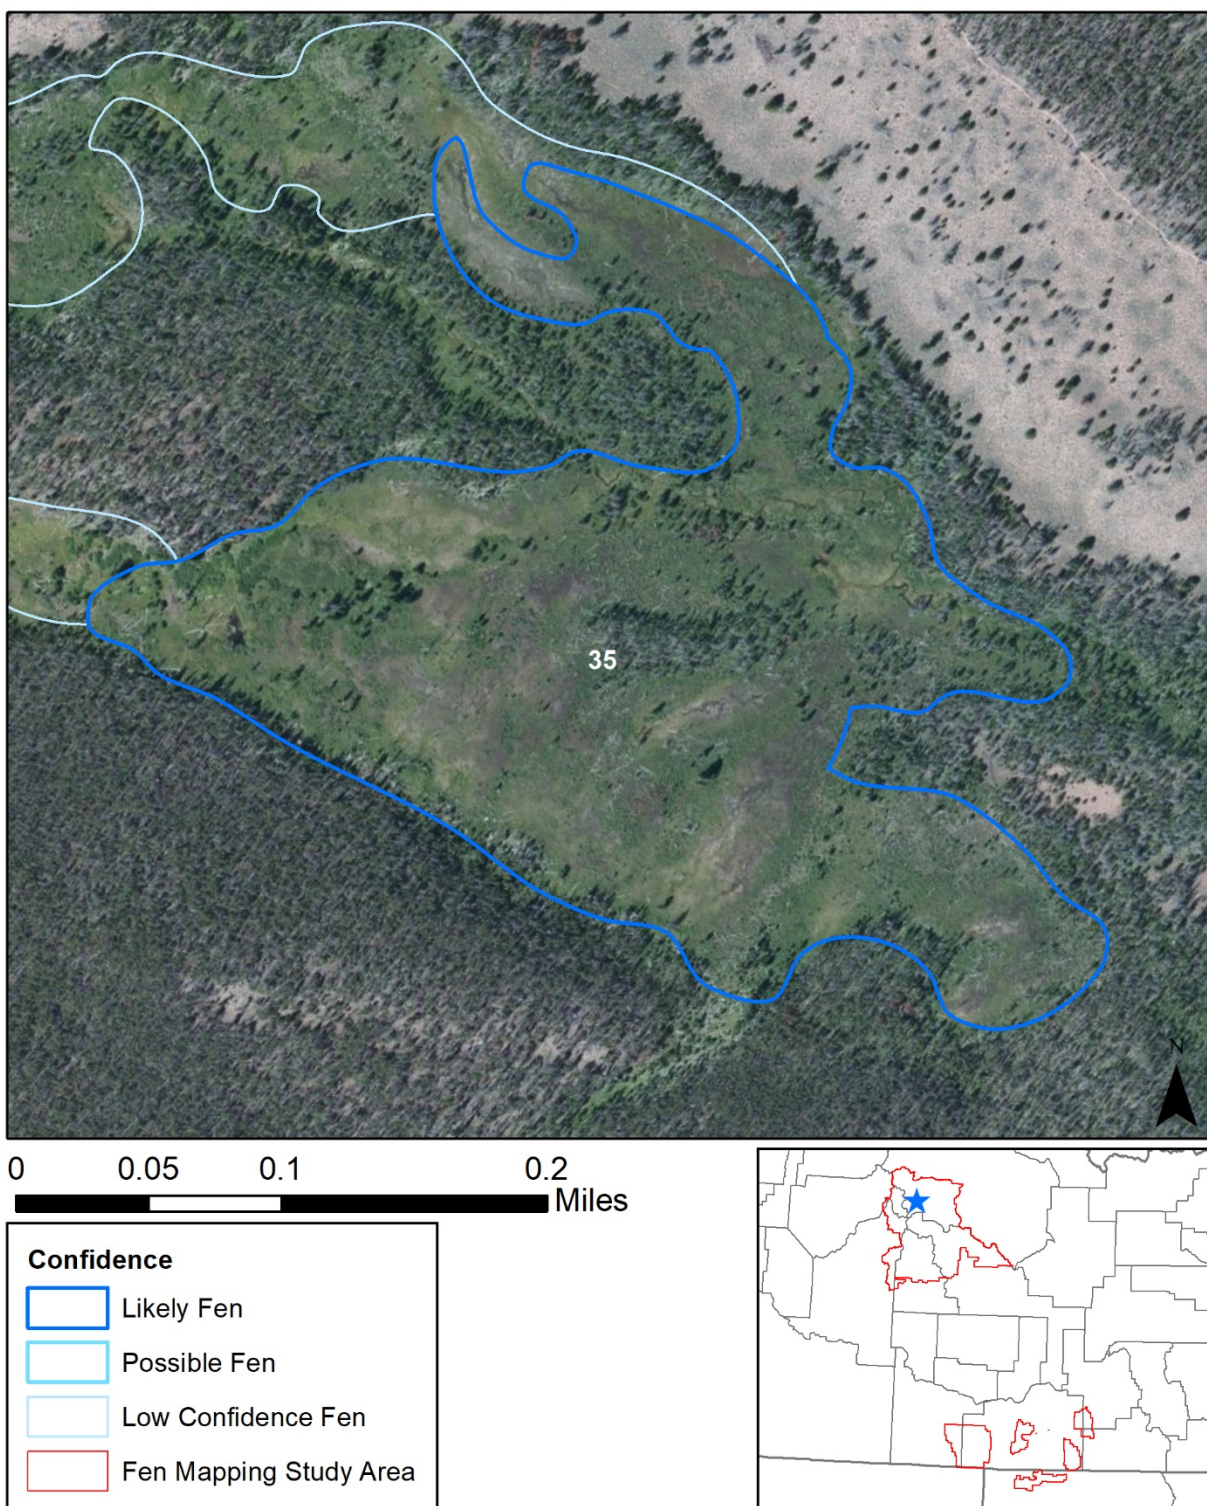 35
N
0 0.05 0.1 0.2
Miles
Confidence
Likely Fen
Possible Fen
Low Confidence Fen
Fen Mapping Study Area